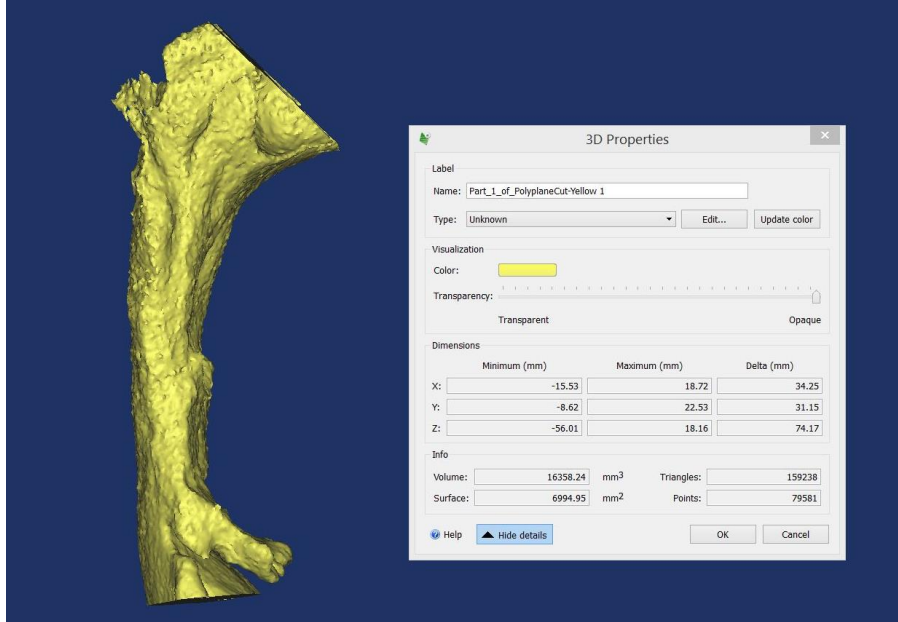 3D Properties
Label
Name: Part_1_of_PolyplaneCut-Yellow 1
Type: Unknown Edit... Update color
Visualization
Color:
Transparency:
Transparent Opaque
Dimensions
Minimum (mm) Maximum (mm) Delta (mm)
X: -15.53 18.72 34.25
Y: -8.62 22.53 31.15
Z: -56.01 18.16 74.17
Info
Volume: 16358.24 mm3 Triangles: 159238
Surface: 6994.95 mm2 Points: 79581
Help Hide details OK Cancel